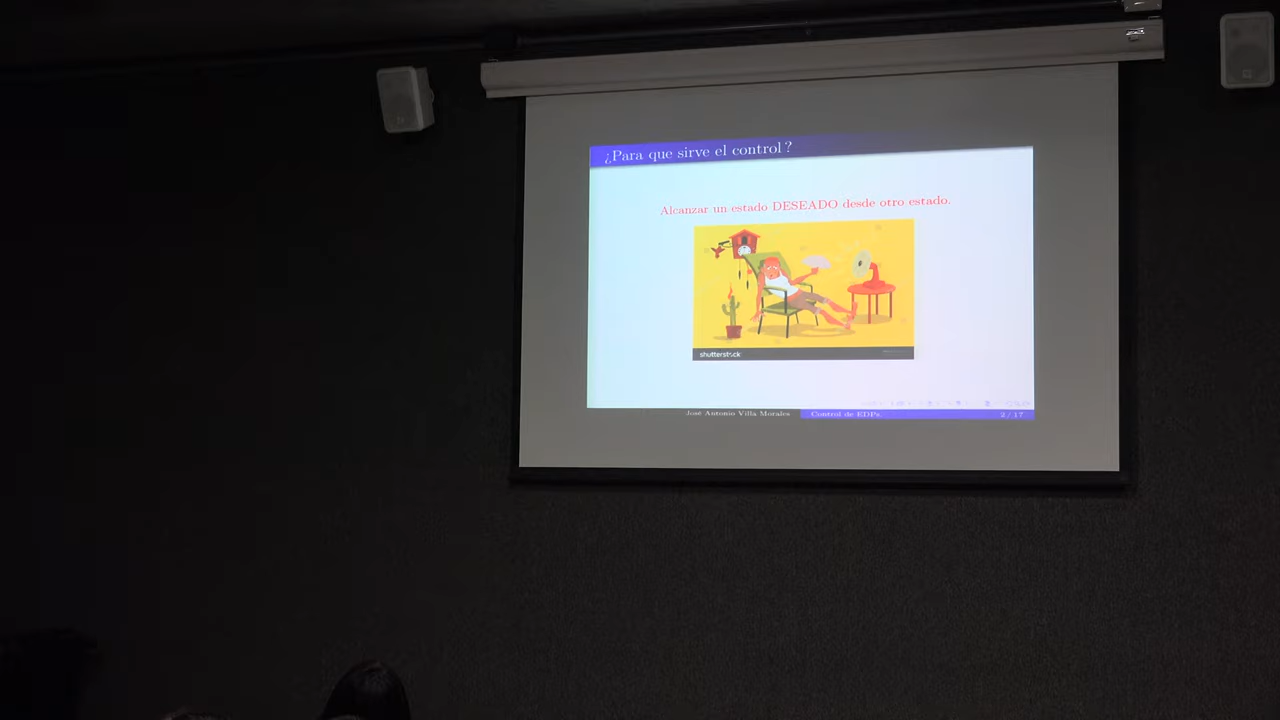 ¿Para que sirve el control ?
Alcanzar un estado DESEADO desde otro estado.
shutterstock
José Antonio Villa Morales
Control de EDPs
2 / 17